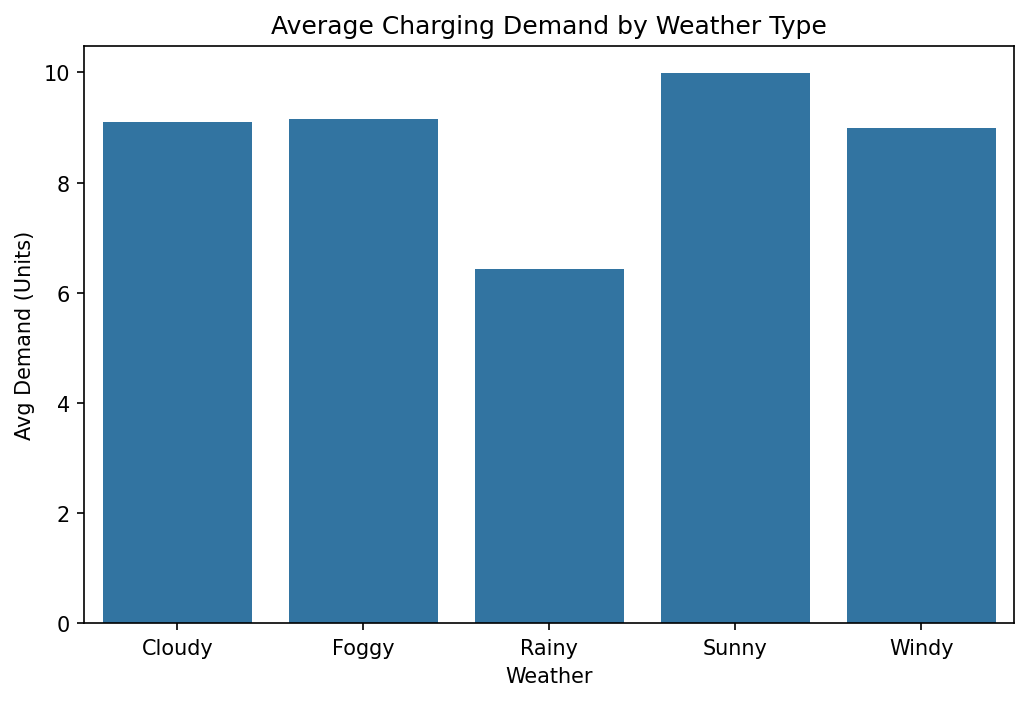 Average Charging Demand by Weather Type
Avg Demand (Units)
10
8
6
4
2
0
Cloudy Foggy Rainy Sunny Windy
Weather